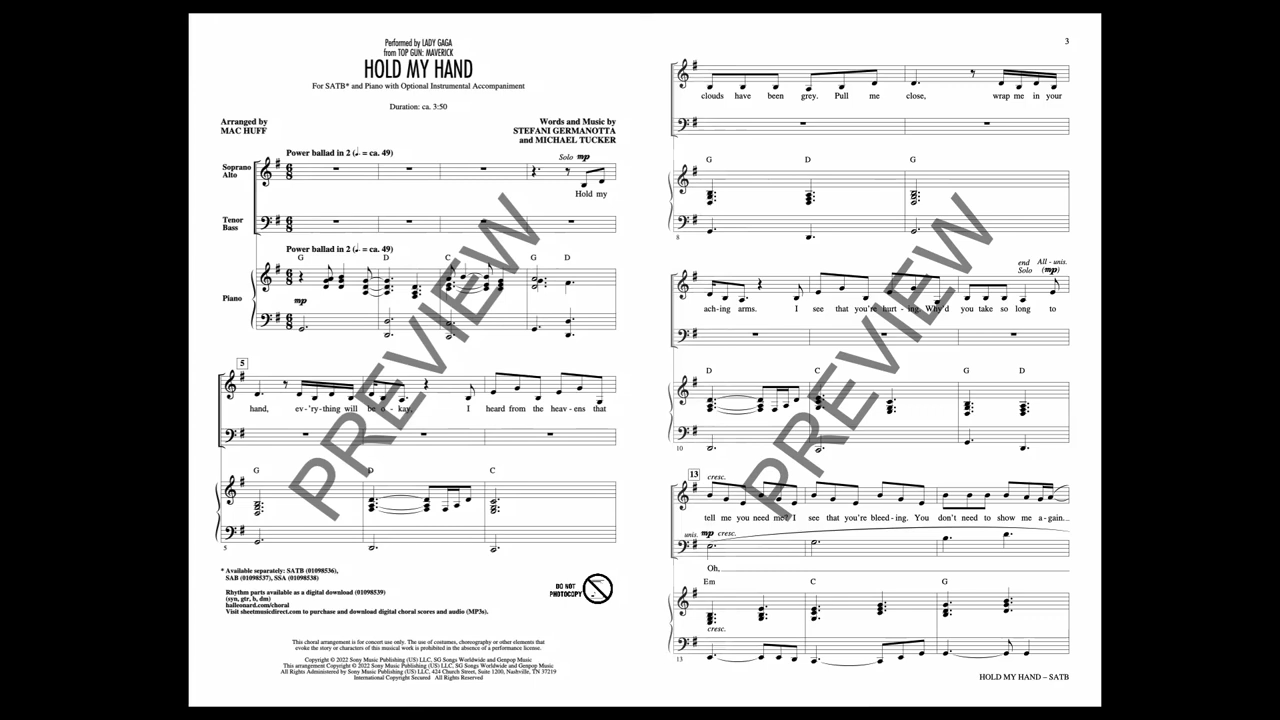 Performed by LADY GAGA
from TOP GUN: MAVERICK
HOLD MY HAND
For SATB* and Piano with Optional Instrumental Accompaniment
Duration: ca. 3:50
Arranged by
MAC HUFF
Words and Music by
STEFANI GERMANOTTA
and MICHAEL TUCKER
Power ballad in 2 (♩. = ca. 49)
Solo mp
Soprano
Alto
Hold my
Tenor
Bass
Power ballad in 2 (♩. = ca. 49)
G D C G D
Piano
mp
5
hand, ev-'ry-thing will be o - kay. I heard from the heav-ens that
G D C
5
* Available separately: SATB (01098536),
SAB (01098537), SSA (01098538)
Rhythm parts available as a digital download (01098539)
(syn, gtr, b, dm)
halleonard.com/choral
Visit sheetmusicdirect.com to purchase and download digital choral scores and audio (MP3s).
DO NOT
PHOTOCOPY
This choral arrangement is for concert use only. The use of costumes, choreography or other elements that
evoke the story or characters of this musical work is prohibited in the absence of a performance license.
Copyright © 2022 Sony Music Publishing (US) LLC, SG Songs Worldwide and Genpop Music
This arrangement Copyright © 2022 Sony Music Publishing (US) LLC, SG Songs Worldwide and Genpop Music
All Rights Administered by Sony Music Publishing (US) LLC, 424 Church Street, Suite 1200, Nashville, TN 37219
International Copyright Secured All Rights Reserved
PREVIEW
3
clouds have been grey. Pull me close, wrap me in your
G D G
8
end All - unis.
Solo (mp)
ach-ing arms. I see that you're hurt - ing. Why'd you take so long to
D C G D
10
13
cresc.
tell me you need me? I see that you're bleed - ing. You don't need to show me a-gain.
unis. mp cresc.
Oh,
Em C G
cresc.
13
HOLD MY HAND – SATB
PREVIEW